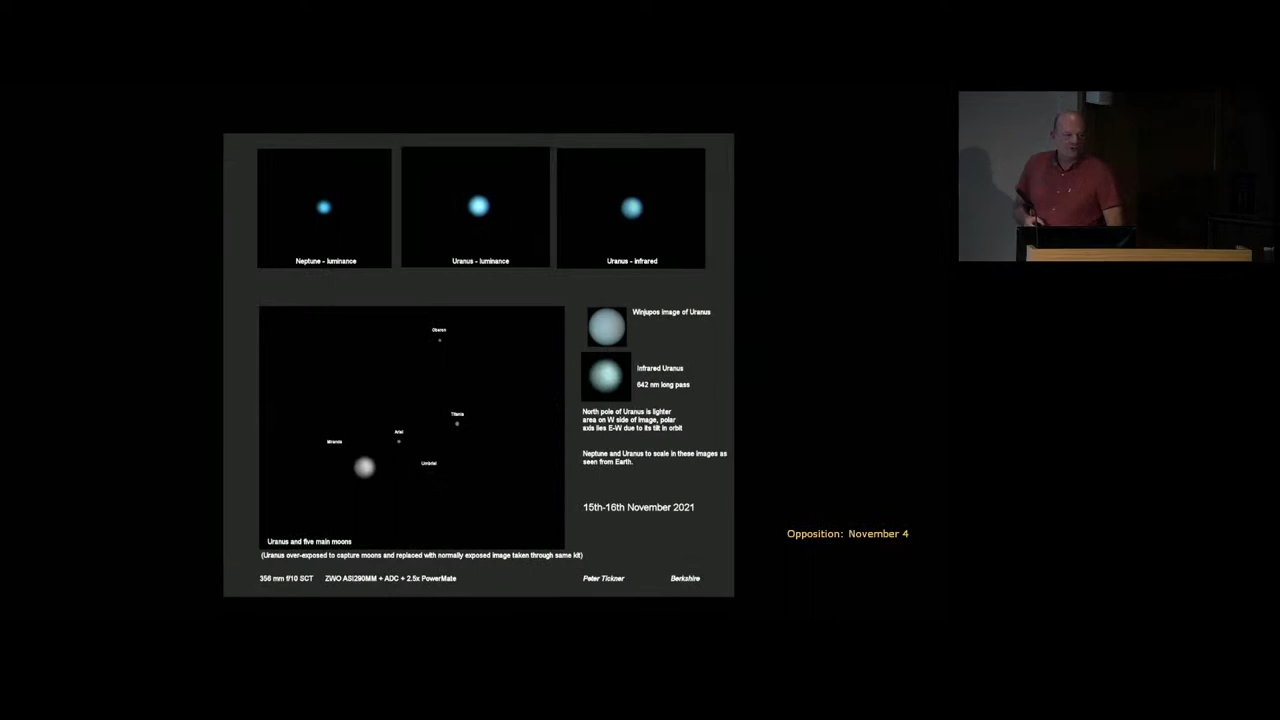 Neptune - luminance
Uranus - luminance
Uranus - infrared
Winjupos image of Uranus
Oberon
Infrared Uranus
642 nm long pass
North pole of Uranus is lighter
area on W side of image, polar
axis lies E-W due to its tilt in orbit
Titania
Ariel
Miranda
Umbriel
Neptune and Uranus to scale in these images as
seen from Earth.
15th-16th November 2021
Opposition: November 4
Uranus and five main moons
(Uranus over-exposed to capture moons and replaced with normally exposed image taken through same kit)
356 mm f/10 SCT ZWO ASI290MM + ADC + 2.5x PowerMate
Peter Tickner Berkshire